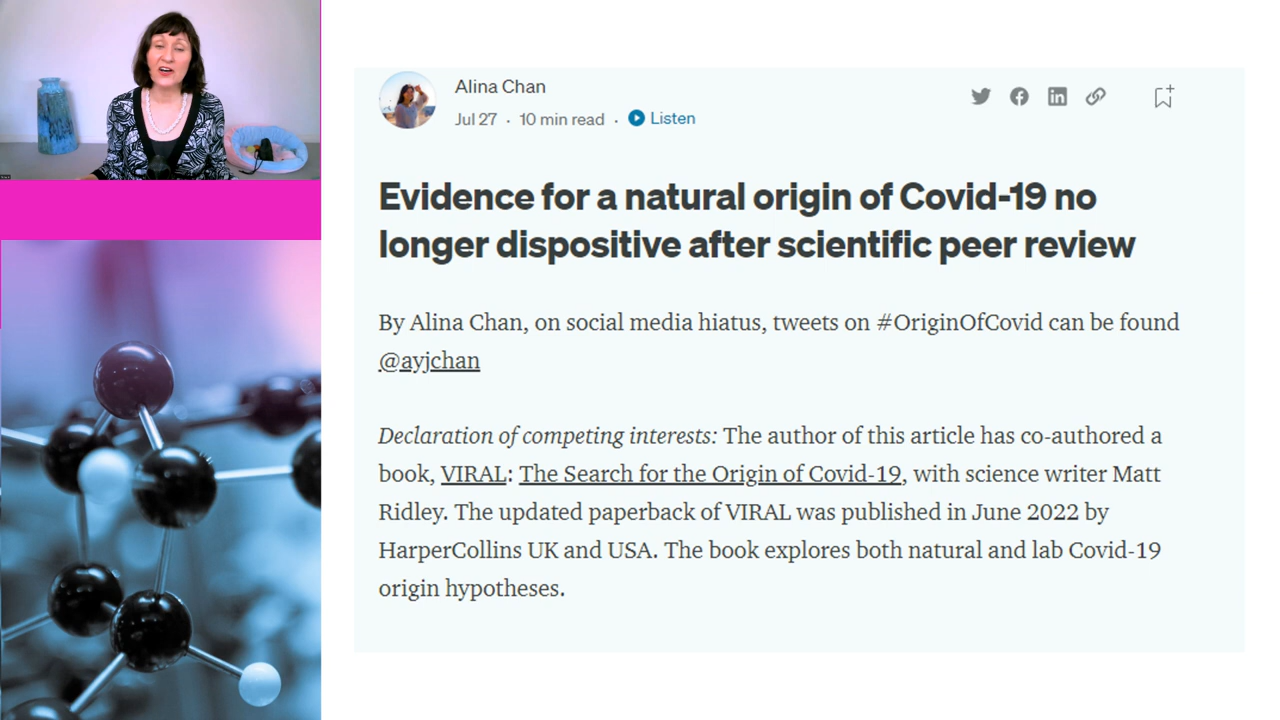 Alina Chan
Jul 27 · 10 min read · Listen
Evidence for a natural origin of Covid-19 no
longer dispositive after scientific peer review
By Alina Chan, on social media hiatus, tweets on #OriginOfCovid can be found
@ayjchan
Declaration of competing interests: The author of this article has co-authored a
book, VIRAL: The Search for the Origin of Covid-19, with science writer Matt
Ridley. The updated paperback of VIRAL was published in June 2022 by
HarperCollins UK and USA. The book explores both natural and lab Covid-19
origin hypotheses.